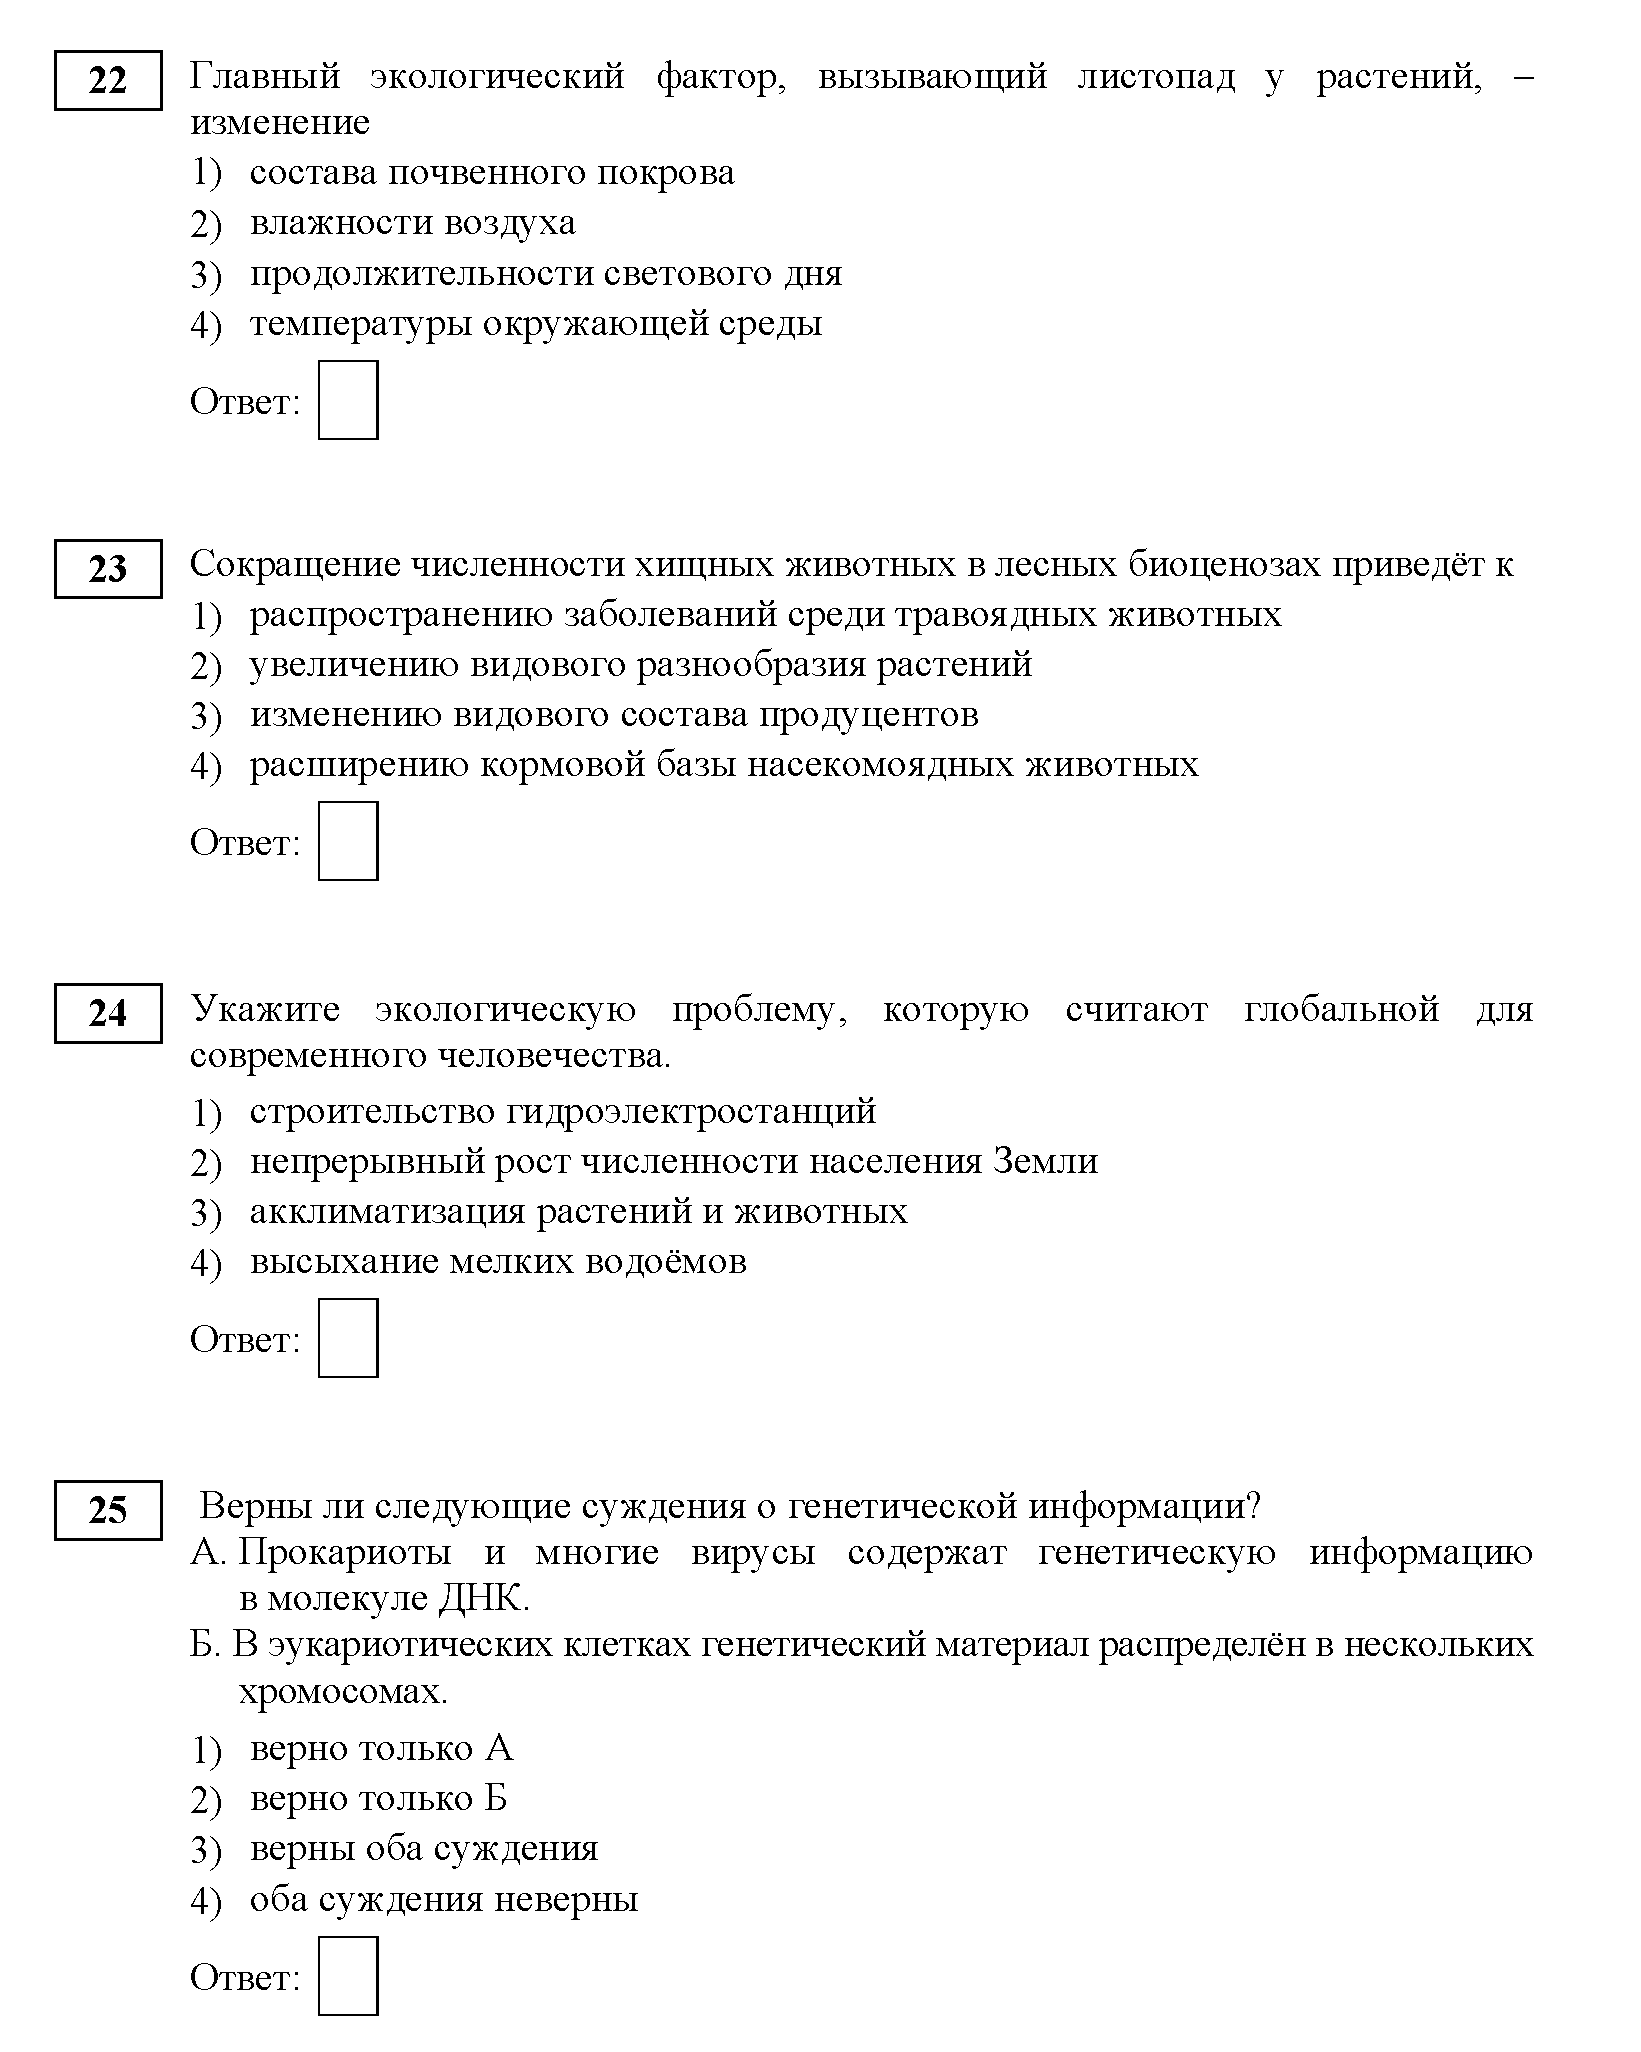 22 Главный экологический фактор, вызывающий листопад у растений, –
изменение
1) состава почвенного покрова
2) влажности воздуха
3) продолжительности светового дня
4) температуры окружающей среды
Ответ:
23 Сокращение численности хищных животных в лесных биоценозах приведёт к
1) распространению заболеваний среди травоядных животных
2) увеличению видового разнообразия растений
3) изменению видового состава продуцентов
4) расширению кормовой базы насекомоядных животных
Ответ:
24 Укажите экологическую проблему, которую считают глобальной для
современного человечества.
1) строительство гидроэлектростанций
2) непрерывный рост численности населения Земли
3) акклиматизация растений и животных
4) высыхание мелких водоёмов
Ответ:
25 Верны ли следующие суждения о генетической информации?
А. Прокариоты и многие вирусы содержат генетическую информацию
в молекуле ДНК.
Б. В эукариотических клетках генетический материал распределён в нескольких
хромосомах.
1) верно только А
2) верно только Б
3) верны оба суждения
4) оба суждения неверны
Ответ: